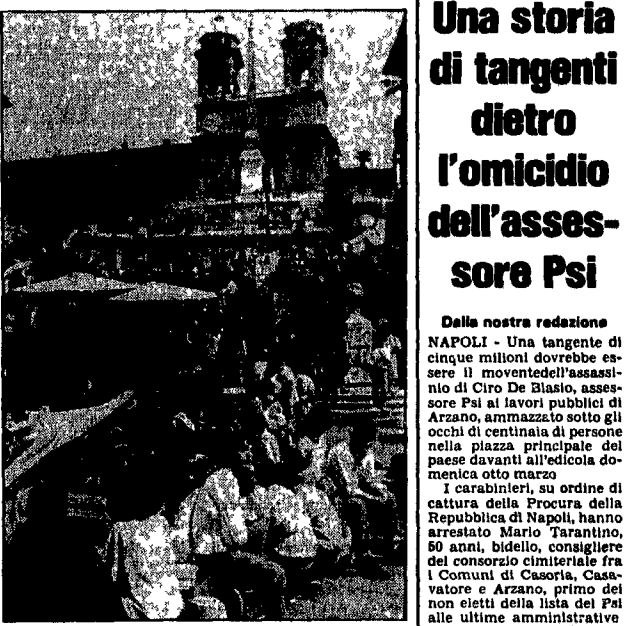 Una storia
di tangenti
dietro
l'omicidio
dell'asses-
sore Psi
Dalla nostra redazione
NAPOLI - Una tangente di
cinque milioni dovrebbe es-
sere il moventedell'assassi-
nio di Ciro De Blasio, asses-
sore Psi ai lavori pubblici di
Arzano, ammazzato sotto gli
occhi di centinaia di persone
nella piazza principale del
paese davanti all'edicola do-
menica otto marzo
I carabinieri, su ordine di
cattura della Procura della
Repubblica di Napoli, hanno
arrestato Mario Tarantino,
50 anni, bidello, consigliere
del consorzio cimiteriale fra
i Comuni di Casoria, Casa-
vatore e Arzano, primo dei
non eletti della lista del Psi
alle ultime amministrative